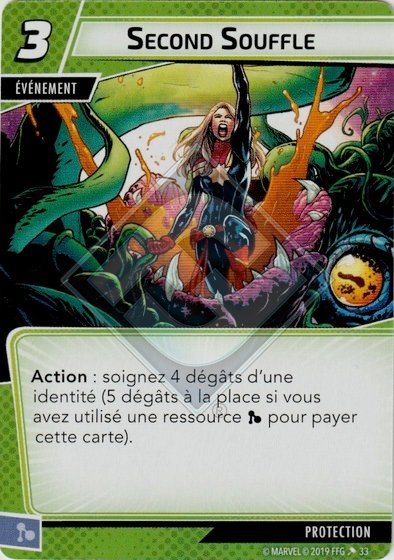 3
SECOND SOUFFLE
ÉVÉNEMENT
Action : soignez 4 dégâts d'une
identité (5 dégâts à la place si vous
avez utilisé une ressource pour payer
cette carte).
PROTECTION
© MARVEL © 2019 FFG 33